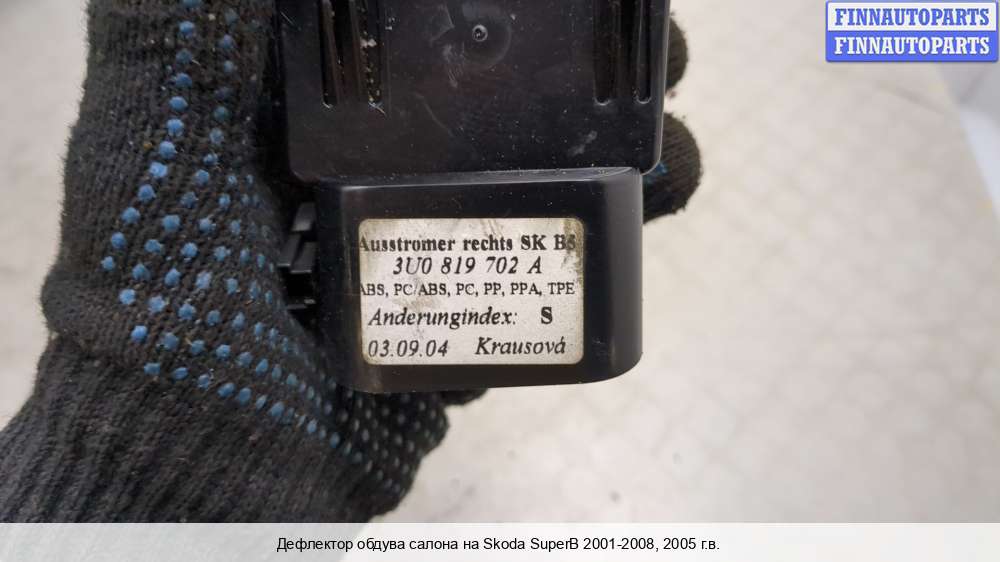 FINNAUTOPARTS
FINNAUTOPARTS
Ausstromer rechts SK B5
3U0 819 702 A
ABS, PC/ABS, PC, PP, PPA, TPE
Anderungindex: S
03.09.04 Krausová
Дефлектор обдува салона на Skoda SuperB 2001-2008, 2005 г.в.